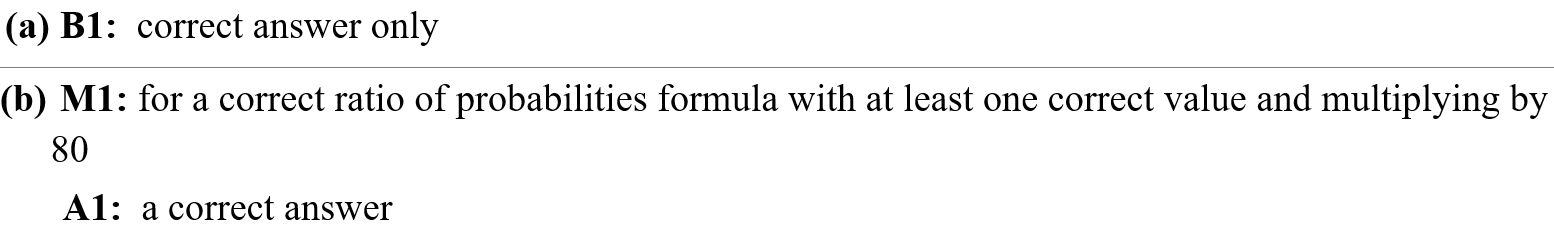 (a) B1: correct answer only
(b) M1: for a correct ratio of probabilities formula with at least one correct value and multiplying by
80
A1: a correct answer